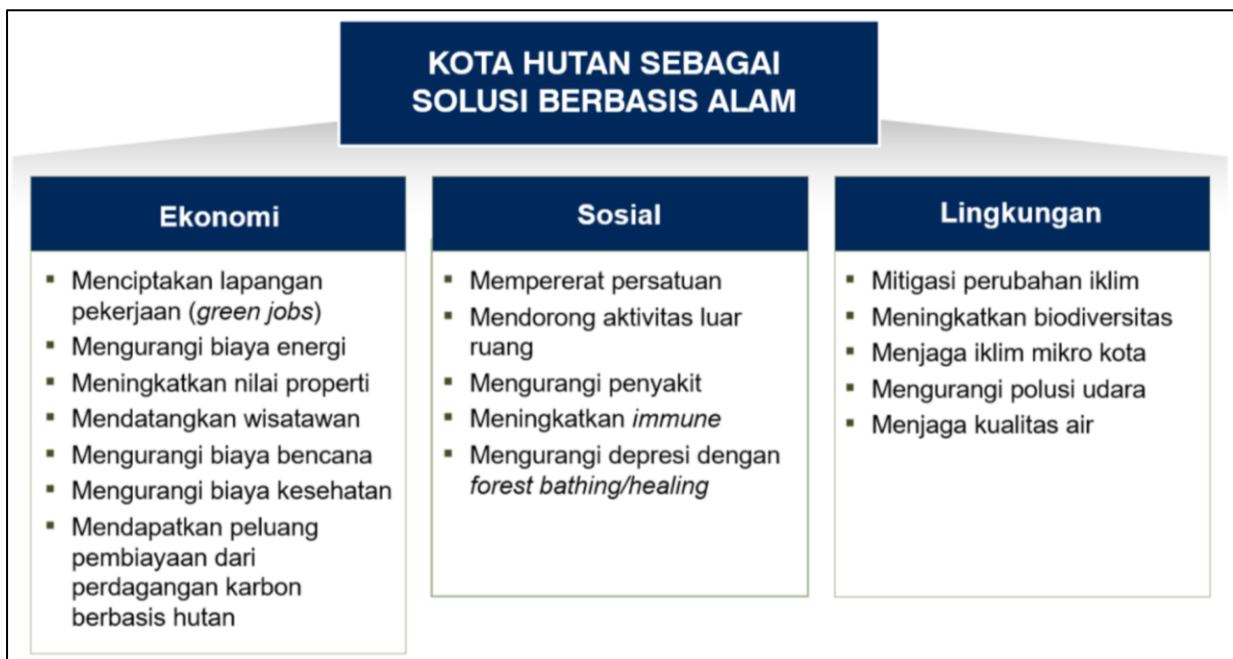 KOTA HUTAN SEBAGAI
SOLUSI BERBASIS ALAM
Ekonomi
▪ Menciptakan lapangan
pekerjaan (green jobs)
▪ Mengurangi biaya energi
▪ Meningkatkan nilai properti
▪ Mendatangkan wisatawan
▪ Mengurangi biaya bencana
▪ Mengurangi biaya kesehatan
▪ Mendapatkan peluang
pembiayaan dari
perdagangan karbon
berbasis hutan
Sosial
▪ Mempererat persatuan
▪ Mendorong aktivitas luar
ruang
▪ Mengurangi penyakit
▪ Meningkatkan immune
▪ Mengurangi depresi dengan
forest bathing/healing
Lingkungan
▪ Mitigasi perubahan iklim
▪ Meningkatkan biodiversitas
▪ Menjaga iklim mikro kota
▪ Mengurangi polusi udara
▪ Menjaga kualitas air